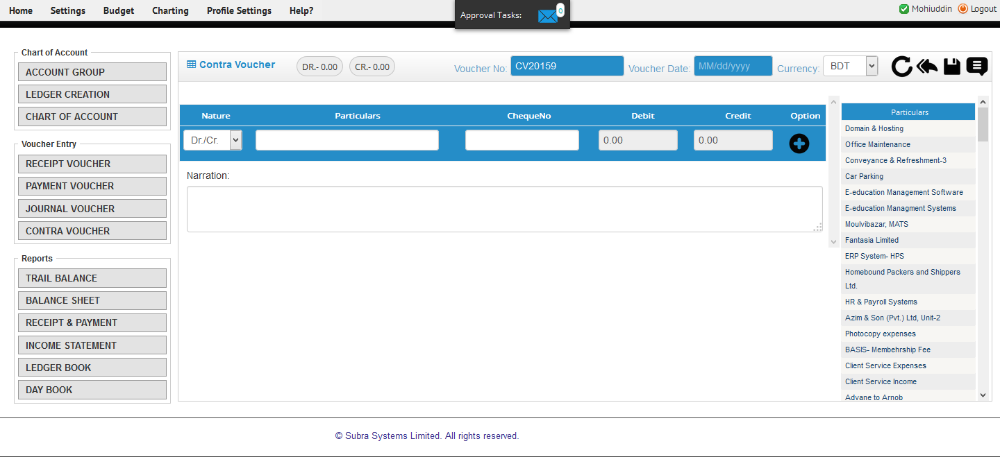 Home Settings Budget Charting Profile Settings Help?
Approval Tasks: 0
Mohiuddin Logout
Chart of Account
ACCOUNT GROUP
LEDGER CREATION
CHART OF ACCOUNT
Voucher Entry
RECEIPT VOUCHER
PAYMENT VOUCHER
JOURNAL VOUCHER
CONTRA VOUCHER
Reports
TRAIL BALANCE
BALANCE SHEET
RECEIPT & PAYMENT
INCOME STATEMENT
LEDGER BOOK
DAY BOOK
Contra Voucher DR.- 0.00 CR.- 0.00 Voucher No: CV20159 Voucher Date: MM/dd/yyyy Currency: BDT
Nature Particulars ChequeNo Debit Credit Option
Dr./Cr. 0.00 0.00
Narration:
Particulars
Domain & Hosting
Office Maintenance
Conveyance & Refreshment-3
Car Parking
E-education Management Software
E-education Managment Systems
Moulvibazar, MATS
Fantasia Limited
ERP System- HPS
Homebound Packers and Shippers
Ltd.
HR & Payroll Systems
Azim & Son (Pvt.) Ltd, Unit-2
Photocopy expenses
BASIS- Membehrship Fee
Client Service Expenses
Client Service Income
Advane to Arnob
© Subra Systems Limited. All rights reserved.